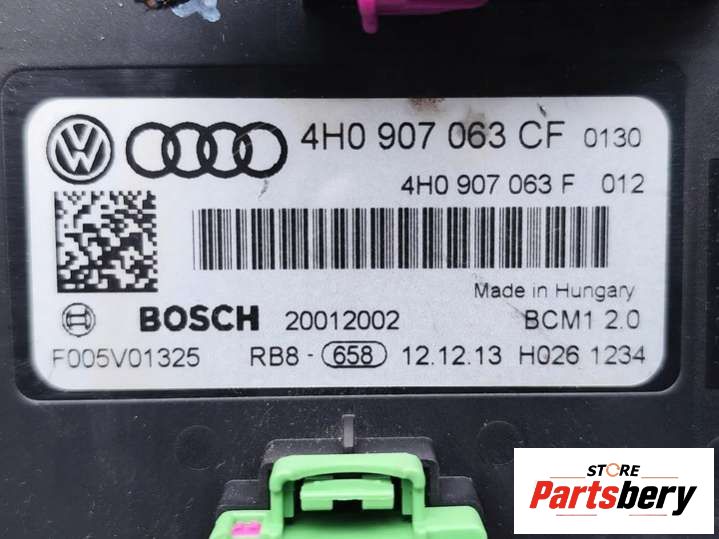 4H0 907 063 CF 0130
4H0 907 063 F 012
Made in Hungary
BOSCH 20012002 BCM1 2.0
F005V01325 RB8 - 658 12.12.13 H026 1234
STORE
Partsbery